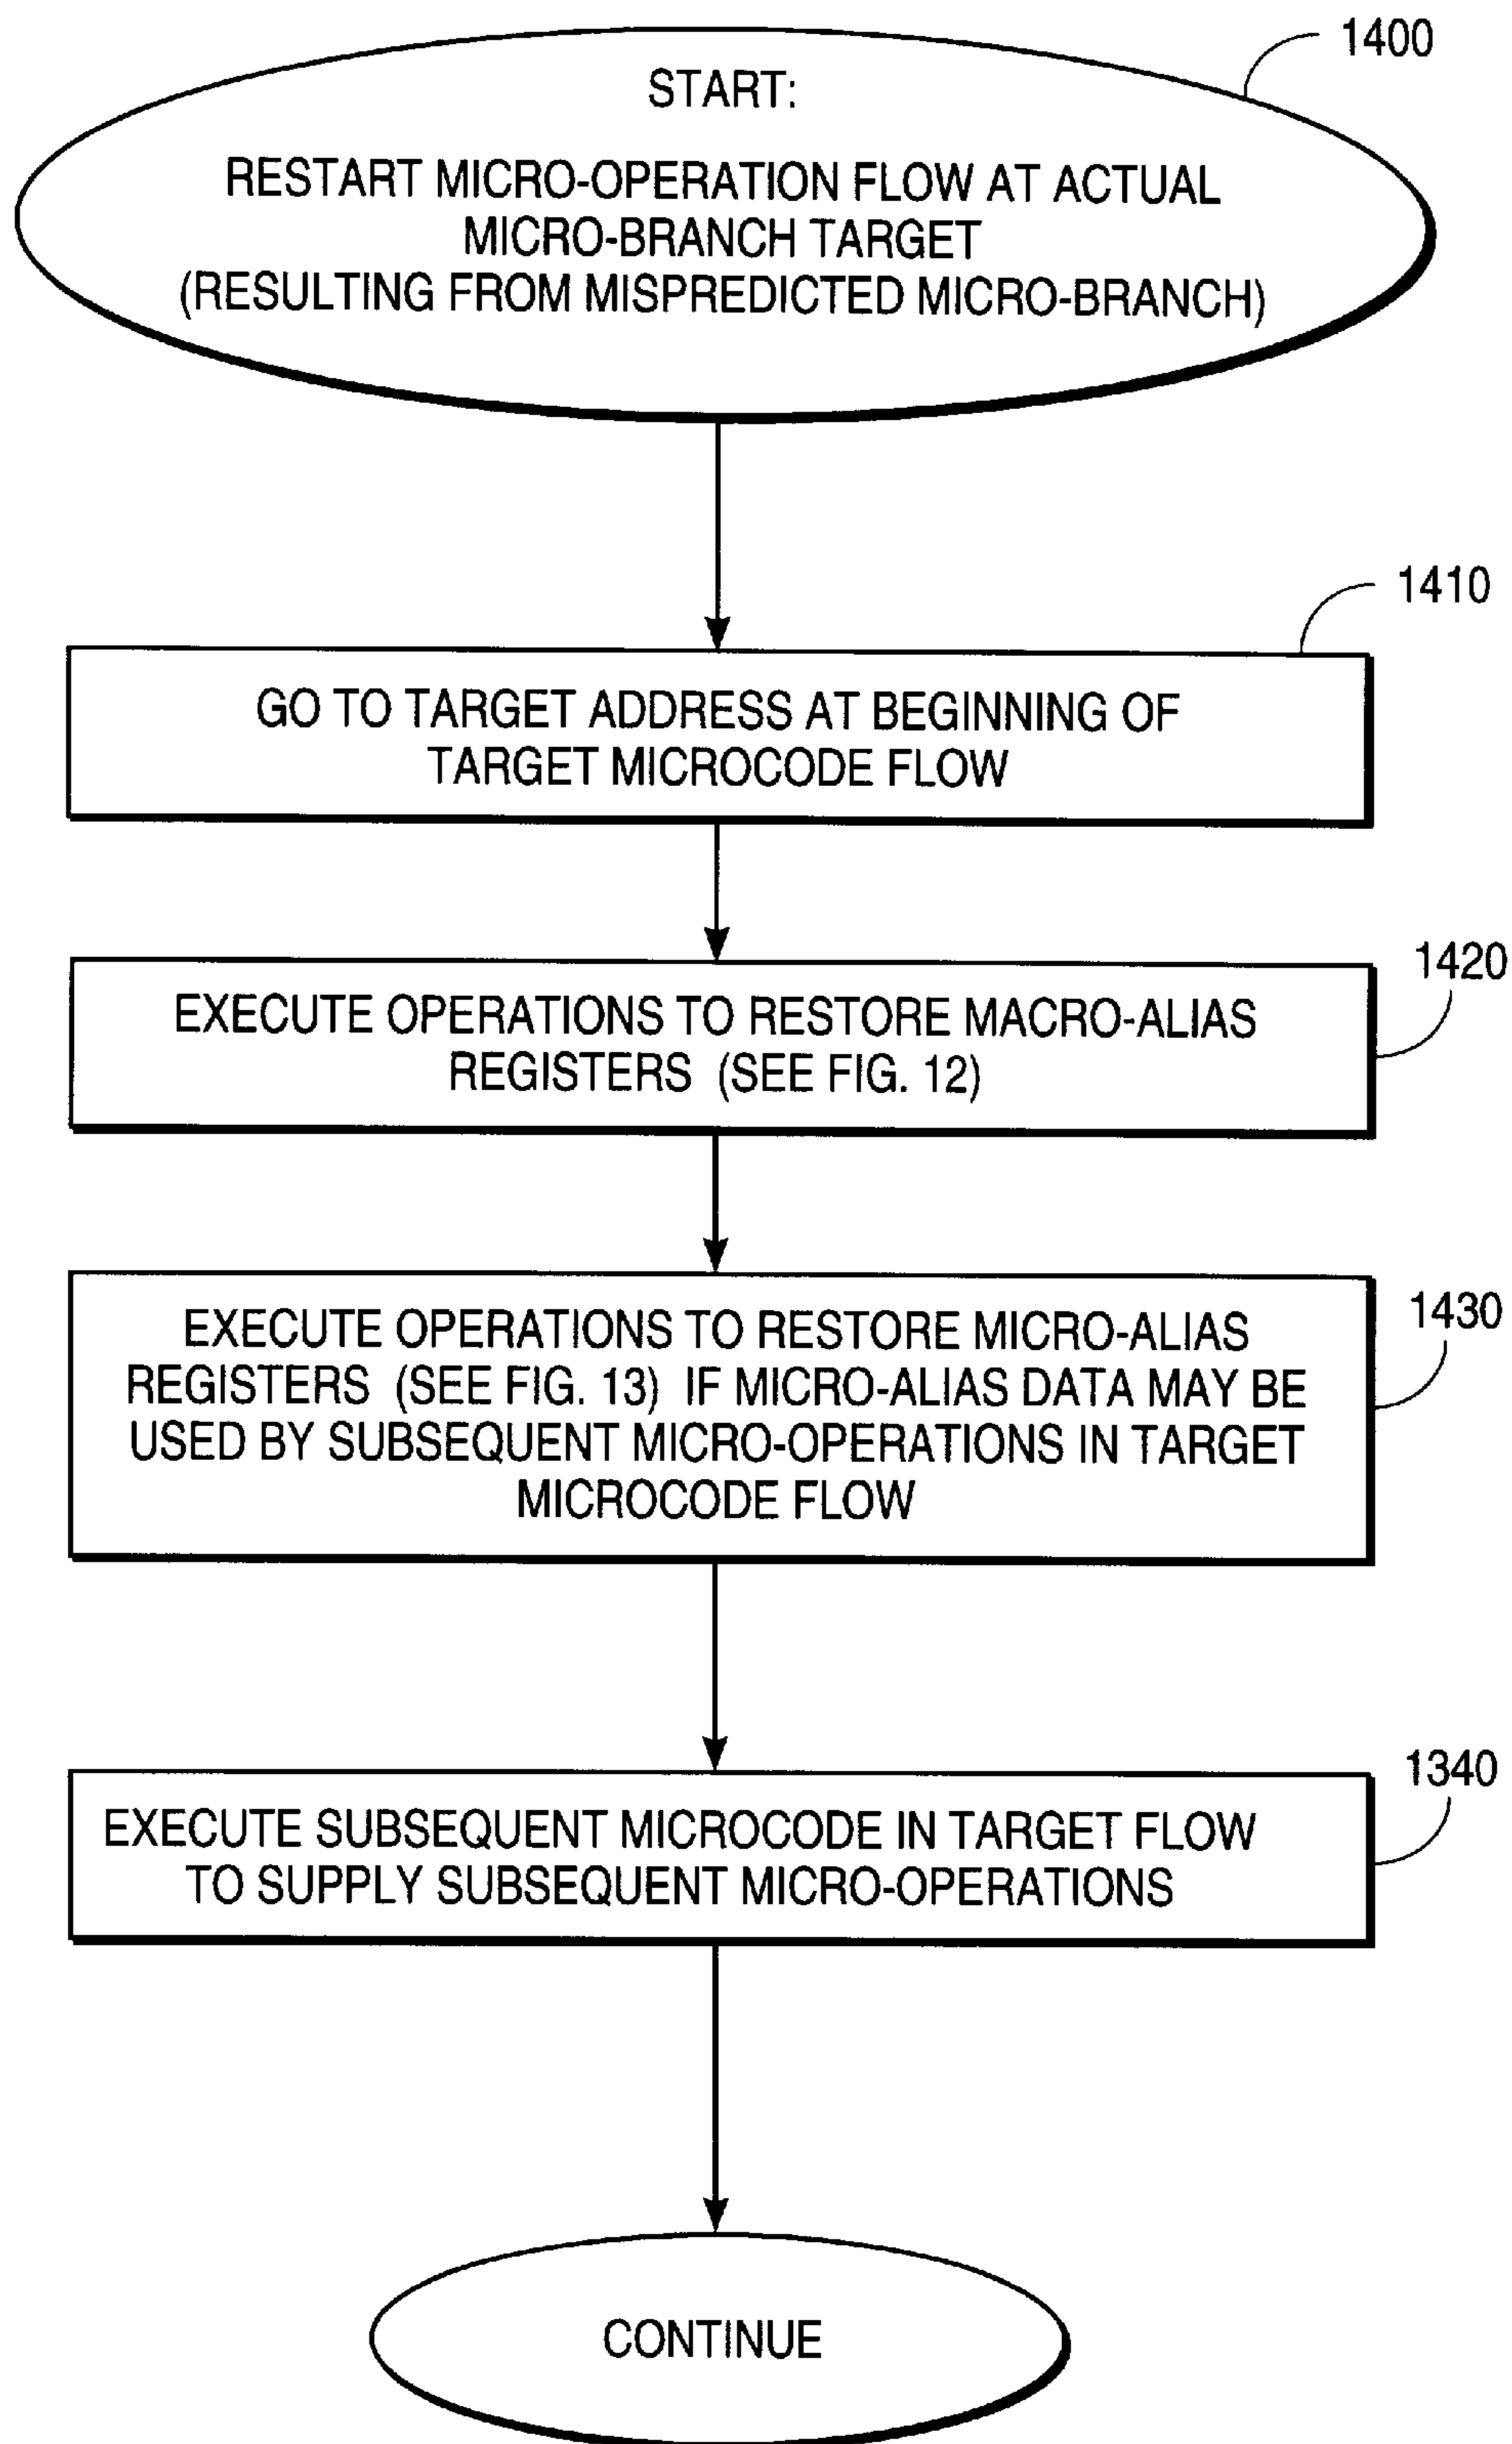 1400
START:
RESTART MICRO-OPERATION FLOW AT ACTUAL
MICRO-BRANCH TARGET
(RESULTING FROM MISPREDICTED MICRO-BRANCH)
1410
GO TO TARGET ADDRESS AT BEGINNING OF
TARGET MICROCODE FLOW
1420
EXECUTE OPERATIONS TO RESTORE MACRO-ALIAS
REGISTERS (SEE FIG. 12)
1430
EXECUTE OPERATIONS TO RESTORE MICRO-ALIAS
REGISTERS (SEE FIG. 13) IF MICRO-ALIAS DATA MAY BE
USED BY SUBSEQUENT MICRO-OPERATIONS IN TARGET
MICROCODE FLOW
1340
EXECUTE SUBSEQUENT MICROCODE IN TARGET FLOW
TO SUPPLY SUBSEQUENT MICRO-OPERATIONS
CONTINUE